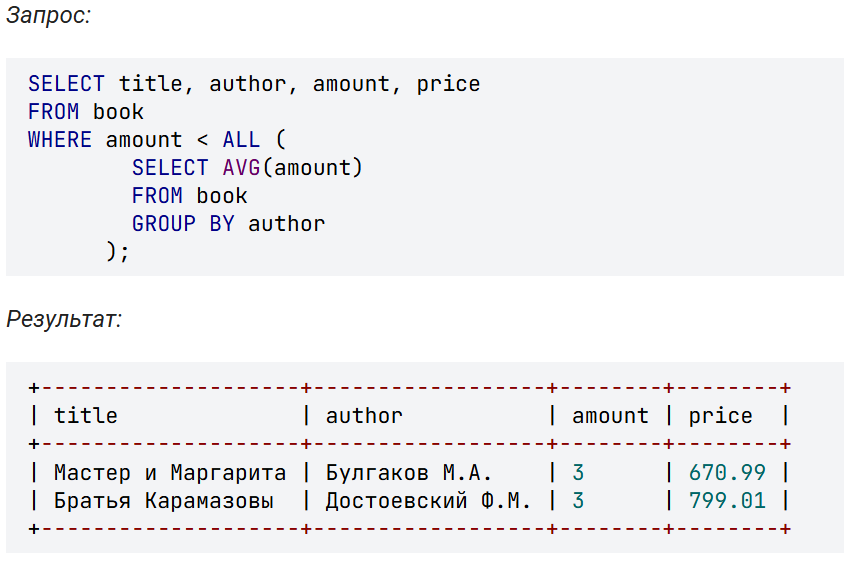 Запрос:
SELECT title, author, amount, price
FROM book
WHERE amount < ALL (
        SELECT AVG(amount)
        FROM book
        GROUP BY author
      );
Результат:
+--------------------+------------------+--------+--------+
| title              | author           | amount | price  |
+--------------------+------------------+--------+--------+
| Мастер и Маргарита | Булгаков М.А.    | 3      | 670.99 |
| Братья Карамазовы  | Достоевский Ф.М. | 3      | 799.01 |
+--------------------+------------------+--------+--------+